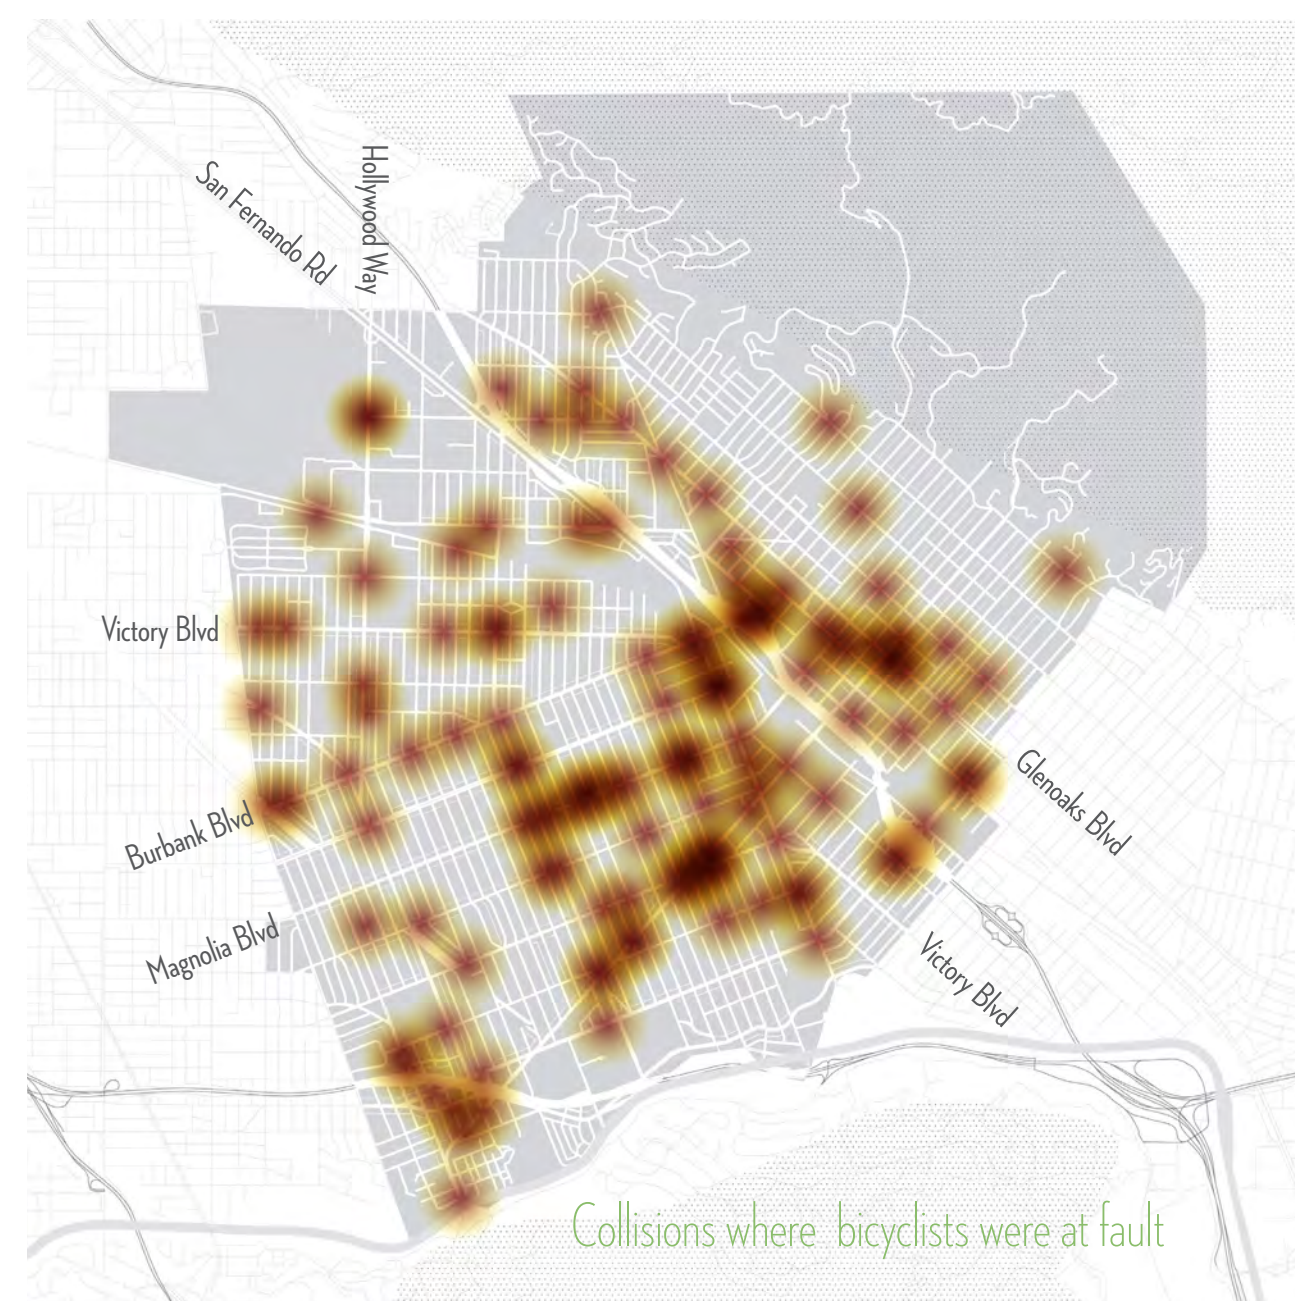 Hollywood Way
San Fernando Rd
Victory Blvd
Glenoaks Blvd
Burbank Blvd
Magnolia Blvd
Victory Blvd
Collisions where bicyclists were at fault